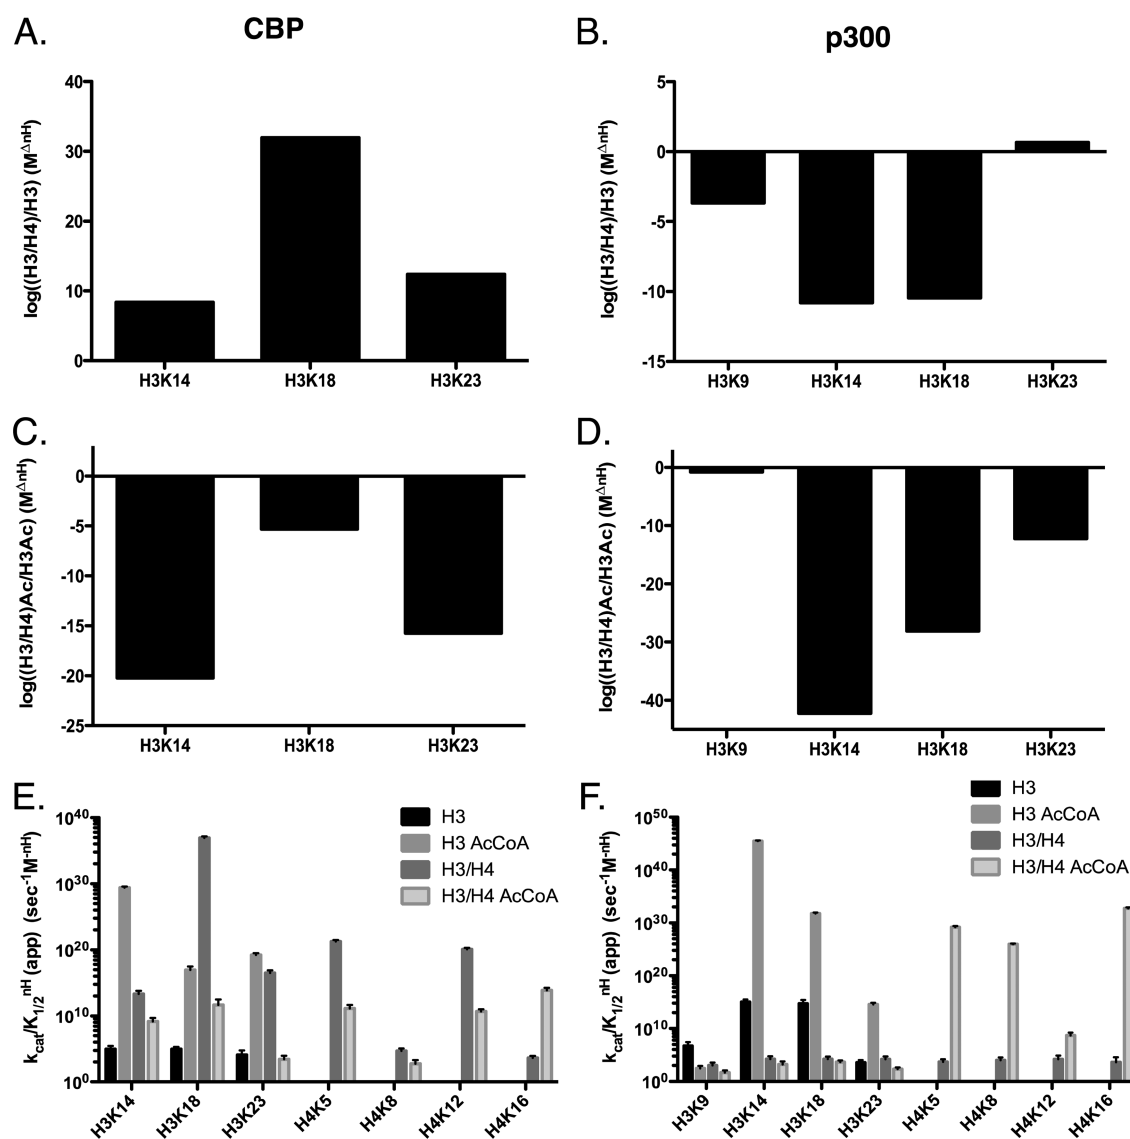 A.
CBP
log((H3/H4)/H3) (M^ΔnH)
40
30
20
10
0
H3K14 H3K18 H3K23
B.
p300
log((H3/H4)/H3) (M^ΔnH)
5
0
-5
-10
-15
H3K9 H3K14 H3K18 H3K23
C.
log((H3/H4)Ac/H3Ac) (M^ΔnH)
0
-5
-10
-15
-20
-25
H3K14 H3K18 H3K23
D.
log((H3/H4)Ac/H3Ac) (M^ΔnH)
0
-10
-20
-30
-40
H3K9 H3K14 H3K18 H3K23
E.
k_cat/K_1/2^nH (app) (sec^-1M^-nH)
10^40
10^30
10^20
10^10
10^0
H3
H3 AcCoA
H3/H4
H3/H4 AcCoA
H3K14 H3K18 H3K23 H4K5 H4K8 H4K12 H4K16
F.
k_cat/K_1/2^nH (app) (sec^-1M^-nH)
10^50
10^40
10^30
10^20
10^10
10^0
H3
H3 AcCoA
H3/H4
H3/H4 AcCoA
H3K9 H3K14 H3K18 H3K23 H4K5 H4K8 H4K12 H4K16